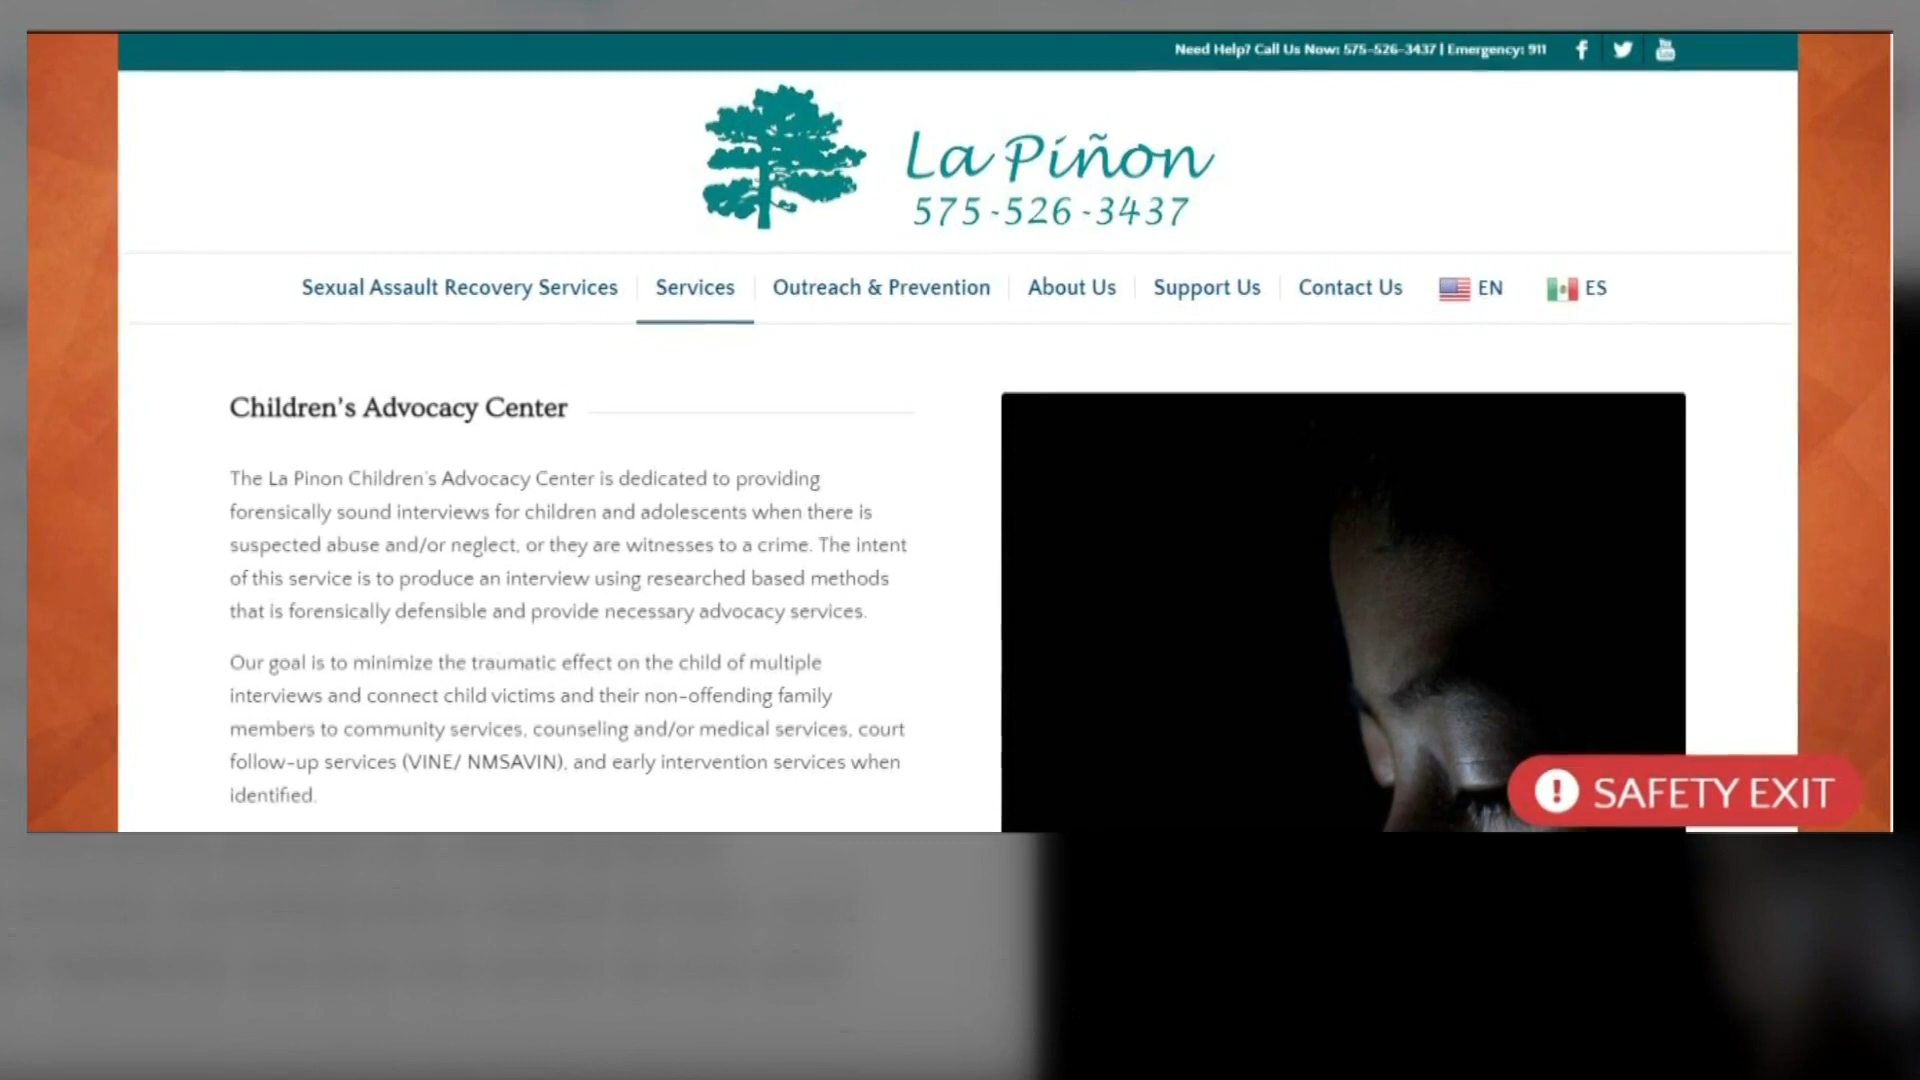 Need Help? Call Us Now: 575-526-3437 | Emergency: 911
La Piñon
575-526-3437
Sexual Assault Recovery Services
Services
Outreach & Prevention
About Us
Support Us
Contact Us
EN
ES
Children's Advocacy Center
The La Pinon Children's Advocacy Center is dedicated to providing
forensically sound interviews for children and adolescents when there is
suspected abuse and/or neglect, or they are witnesses to a crime. The intent
of this service is to produce an interview using researched based methods
that is forensically defensible and provide necessary advocacy services.
Our goal is to minimize the traumatic effect on the child of multiple
interviews and connect child victims and their non-offending family
members to community services, counseling and/or medical services, court
follow-up services (VINE/ NMSAVIN), and early intervention services when
identified.
SAFETY EXIT